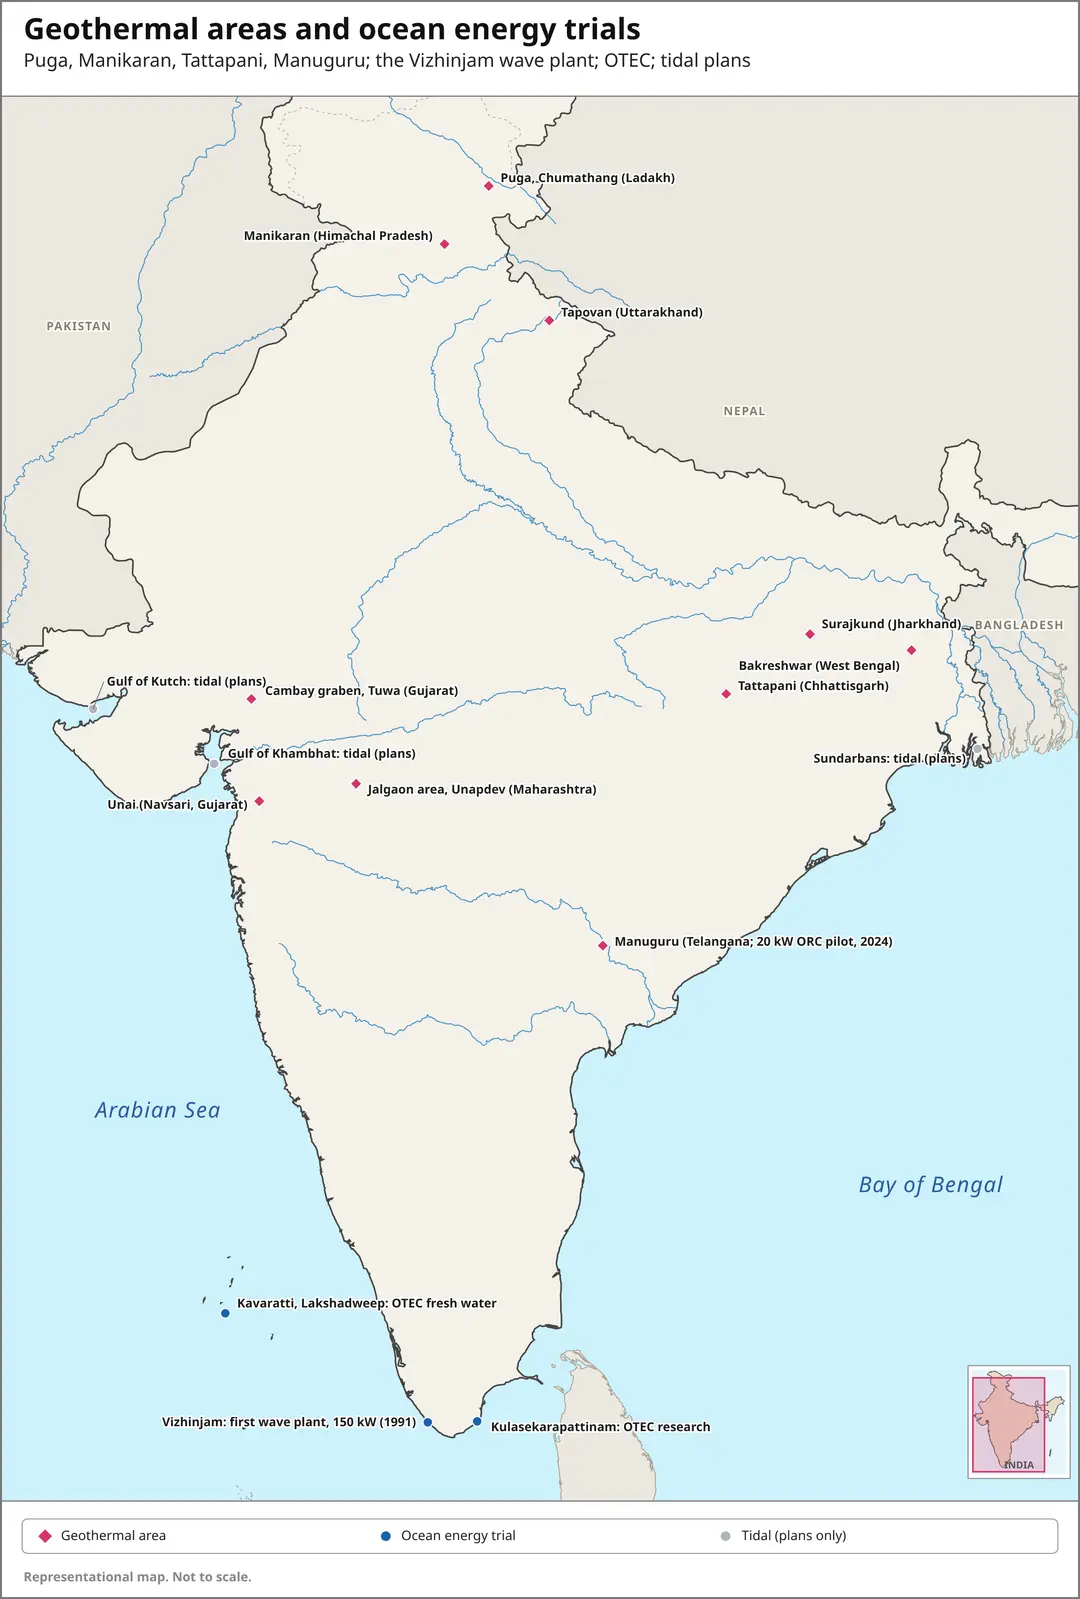 Geothermal areas and ocean energy trials
Puga, Manikaran, Tattapani, Manuguru; the Vizhinjam wave plant; OTEC; tidal plans
Puga, Chumathang (Ladakh)
Manikaran (Himachal Pradesh)
Tapovan (Uttarakhand)
PAKISTAN
NEPAL
Surajkund (Jharkhand)
BANGLADESH
Bakreshwar (West Bengal)
Gulf of Kutch: tidal (plans)
Tattapani (Chhattisgarh)
Cambay graben, Tuwa (Gujarat)
Gulf of Khambhat: tidal (plans)
Sundarbans: tidal (plans)
Jalgaon area, Unapdev (Maharashtra)
Unai (Navsari, Gujarat)
Manuguru (Telangana; 20 kW ORC pilot, 2024)
Arabian Sea
Bay of Bengal
Kavaratti, Lakshadweep: OTEC fresh water
Vizhinjam: first wave plant, 150 kW (1991)
Kulasekarapattinam: OTEC research
INDIA
Geothermal area
Ocean energy trial
Tidal (plans only)
Representational map. Not to scale.